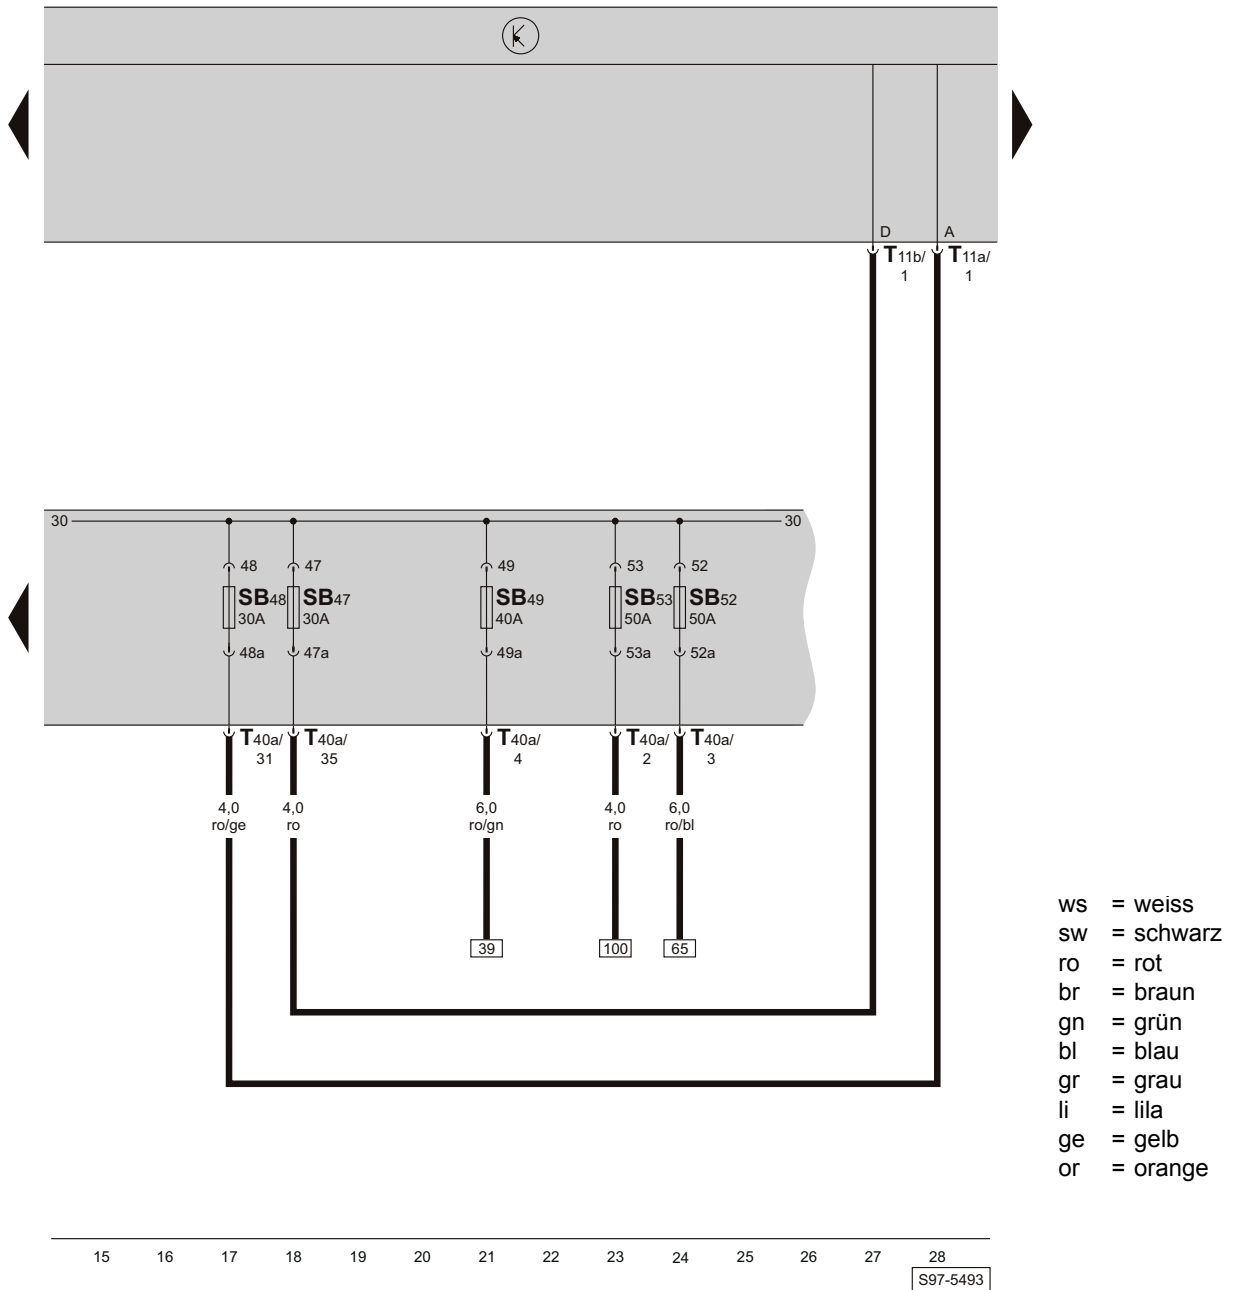 D A
T11b/ T11a/
1 1
30 30
48 47 49 53 52
SB48 SB47 SB49 SB53 SB52
30A 30A 40A 50A 50A
48a 47a 49a 53a 52a
T40a/ T40a/ T40a/ T40a/ T40a/
31 35 4 2 3
4,0 4,0 6,0 4,0 6,0
ro/ge ro ro/gn ro ro/bl
39 100 65
ws = weiss
sw = schwarz
ro = rot
br = braun
gn = grün
bl = blau
gr = grau
li = lila
ge = gelb
or = orange
15 16 17 18 19 20 21 22 23 24 25 26 27 28
S97-5493